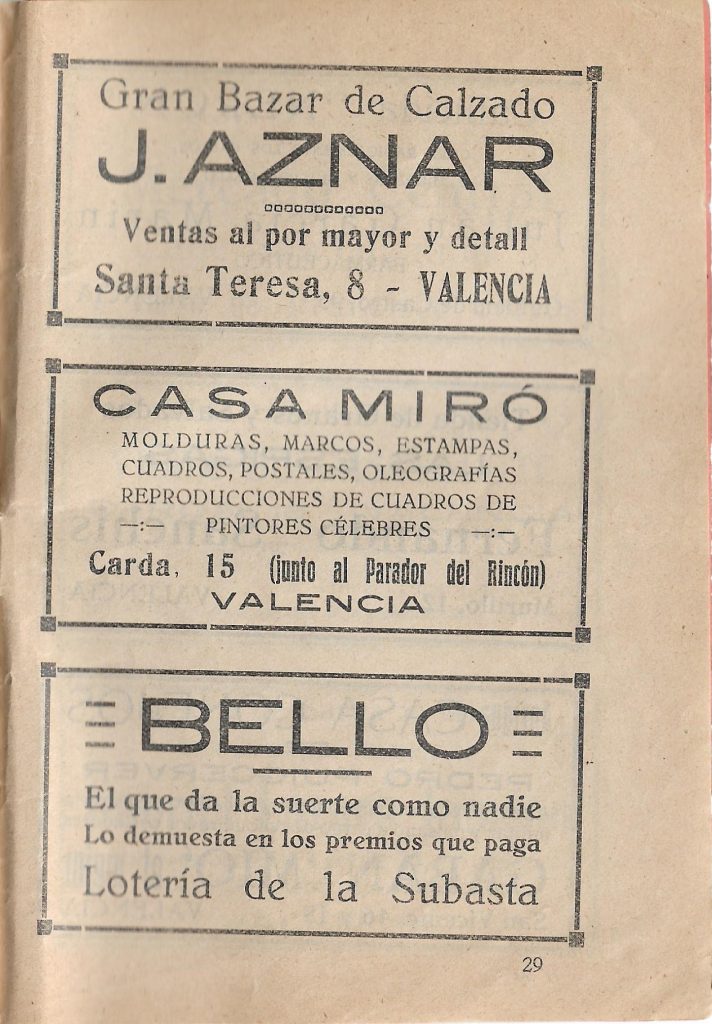 Gran Bazar de Calzado
J. AZNAR
Ventas al por mayor y detall
Santa Teresa, 8 - VALENCIA
CASA MIRÓ
MOLDURAS, MARCOS, ESTAMPAS,
CUADROS, POSTALES, OLEOGRAFÍAS
REPRODUCCIONES DE CUADROS DE
—:— PINTORES CÉLEBRES —:—
Carda, 15 (junto al Parador del Rincón)
VALENCIA
BELLO
El que da la suerte como nadie
Lo demuesta en los premios que paga
Lotería de la Subasta
29